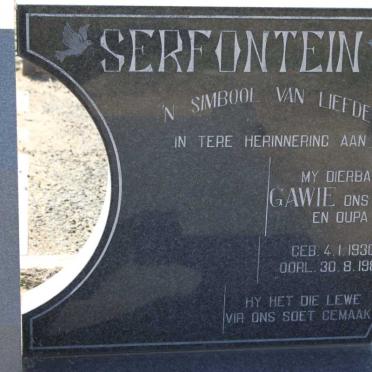 SERFONTEIN
'N SIMBOOL VAN LIEFDE
IN TERE HERINNERING AAN
MY DIERBA
GAWIE ONS
EN OUPA
GEB. 4.1.1930
OORL. 30.8.198
HY HET DIE LEWE
VIR ONS SOET GEMAAK